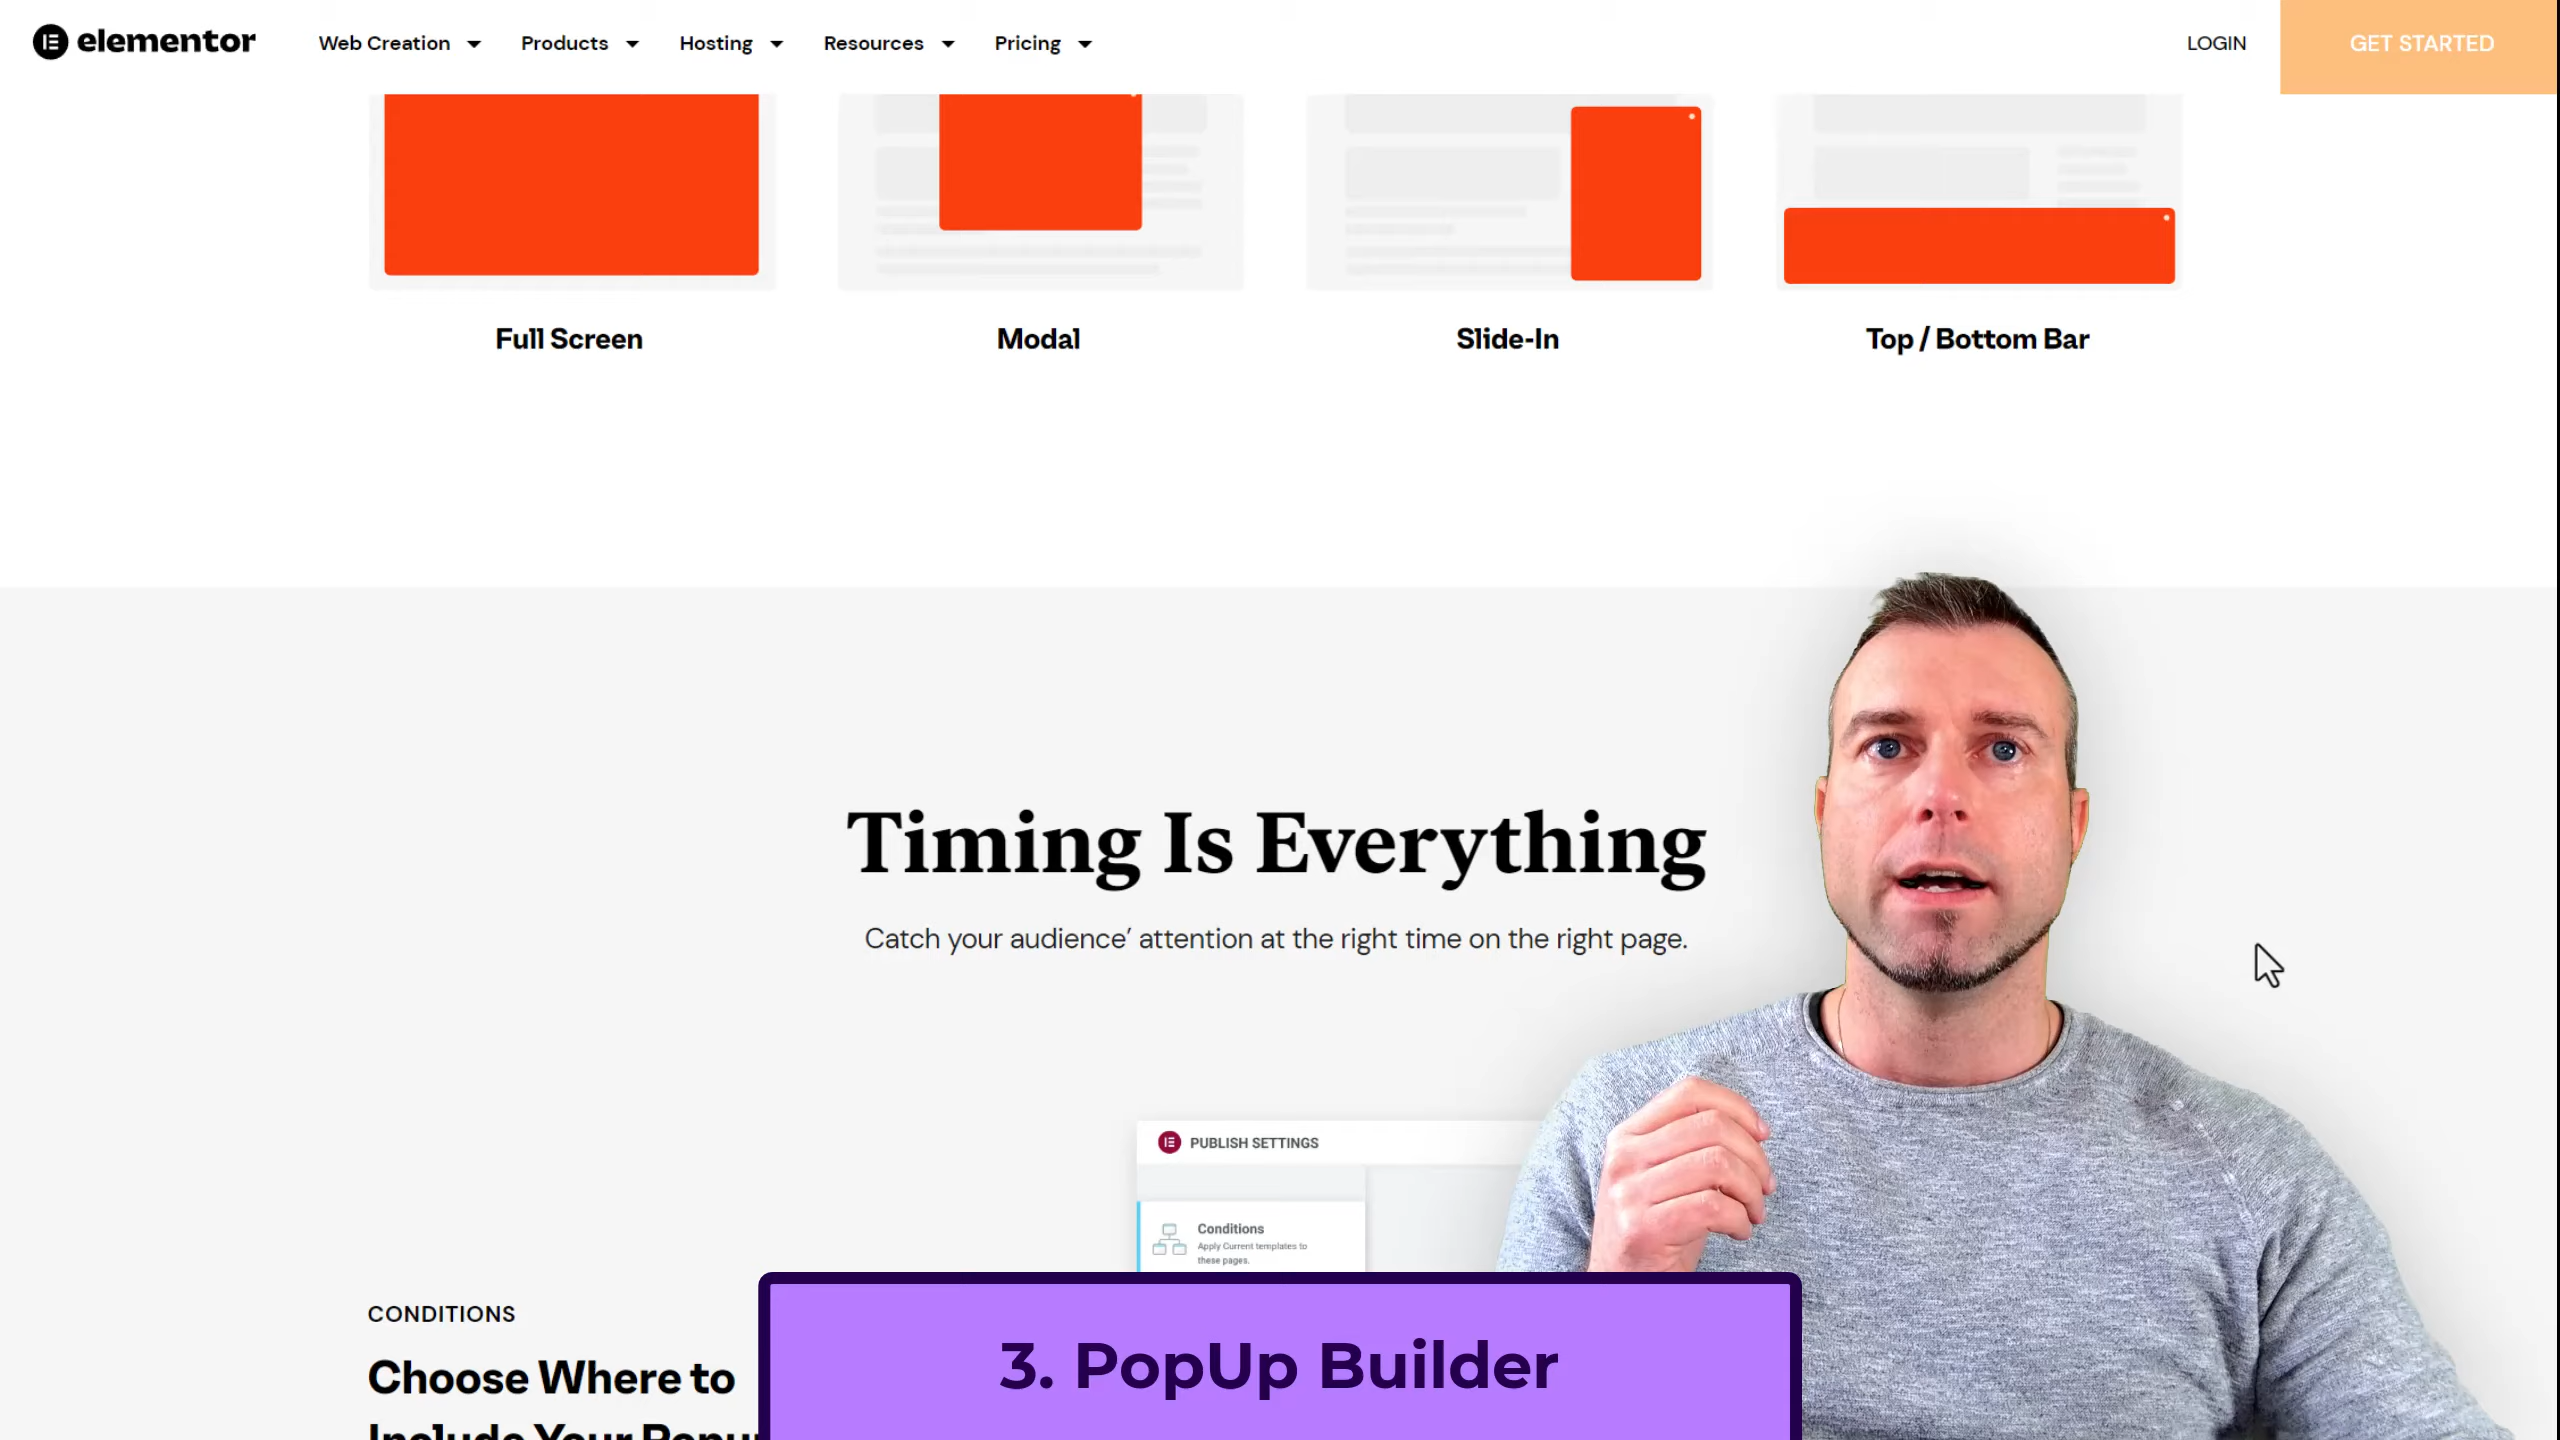 elementor
Web Creation
Products
Hosting
Resources
Pricing
LOGIN
GET STARTED
Full Screen
Modal
Slide-In
Top / Bottom Bar
Timing Is Everything
Catch your audience’ attention at the right time on the right page.
PUBLISH SETTINGS
Conditions
Apply Current templates to
these pages.
CONDITIONS
Choose Where to
Include Your
3. PopUp Builder